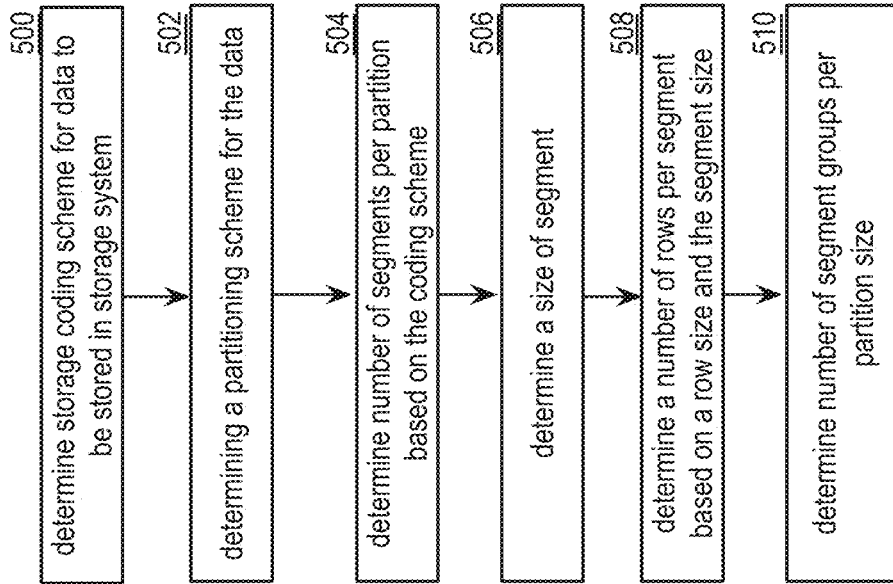 500
determine storage coding scheme for data to
be stored in storage system
502
determining a partitioning scheme for the data
504
determine number of segments per partition
based on the coding scheme
506
determine a size of segment
508
determine a number of rows per segment
based on a row size and the segment size
510
determine number of segment groups per
partition size